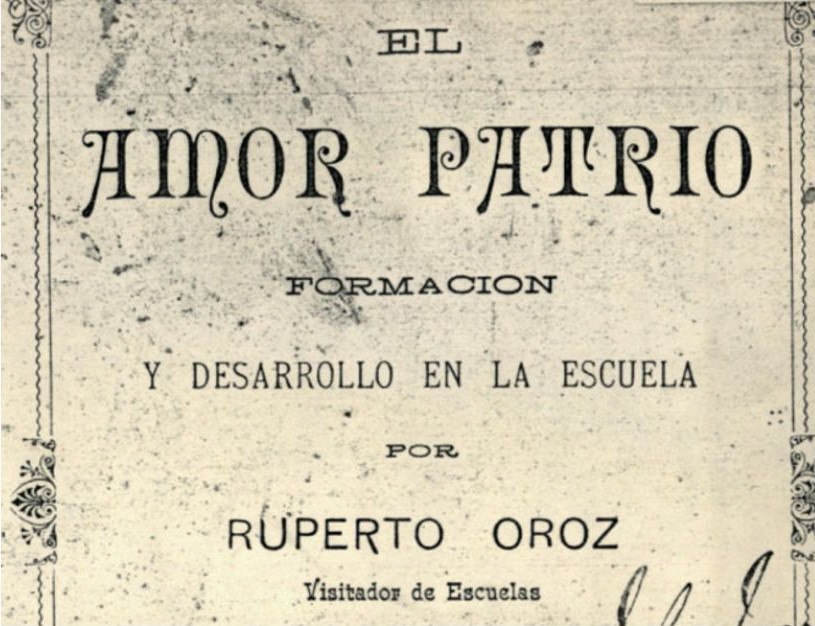 EL
AMOR PATRIO
FORMACION
Y DESARROLLO EN LA ESCUELA
POR
RUPERTO OROZ
Visitador de Escuelas